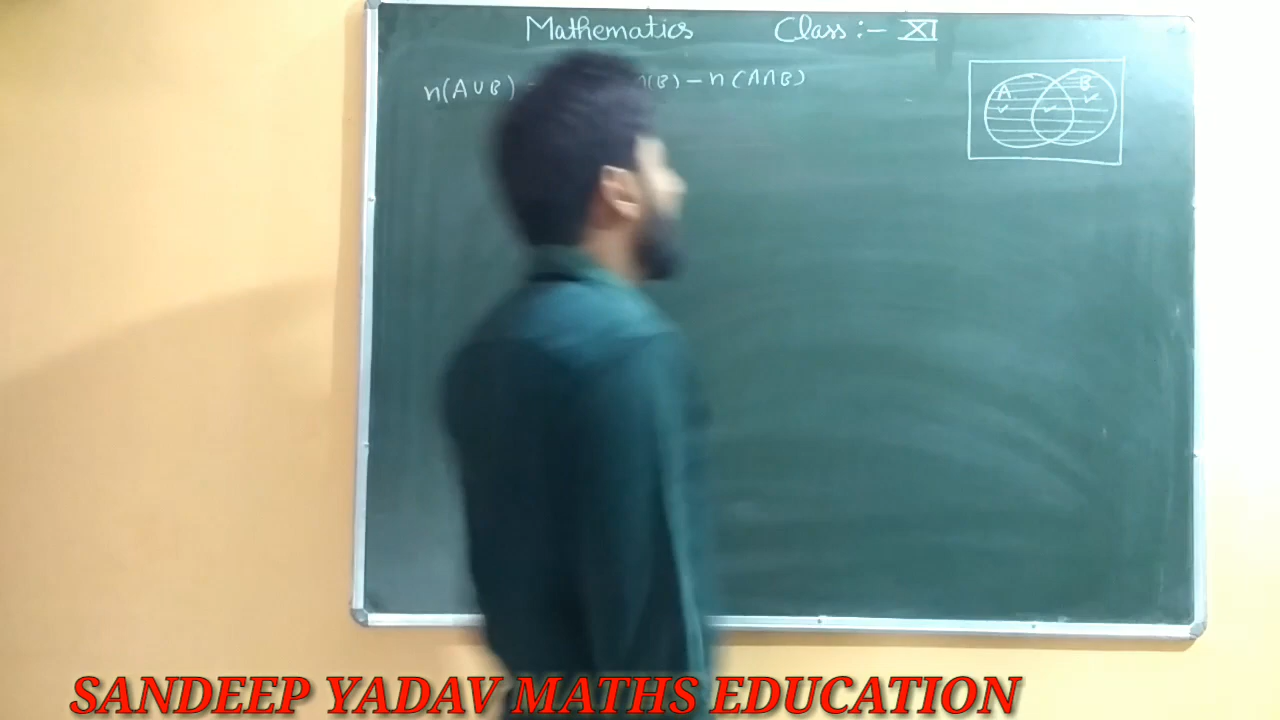 Mathematics Class :- XI
n(A∪B) (B) - n(A∩B)
A B
SANDEEP YADAV MATHS EDUCATION